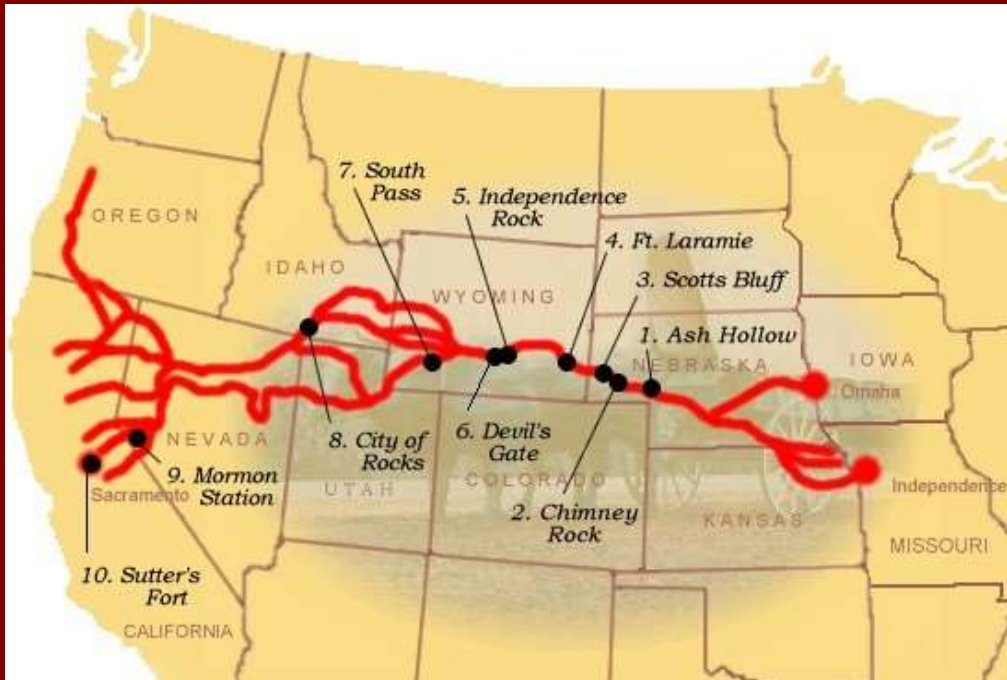 7. South
Pass
5. Independence
Rock
OREGON
4. Ft. Laramie
IDAHO
3. Scotts Bluff
WYOMING
1. Ash Hollow
NEBRASKA
IOWA
Omaha
8. City of
Rocks
6. Devil's
Gate
NEVADA
9. Mormon
Station
Sacramento
UTAH
COLORADO
Independence
2. Chimney
Rock
KANSAS
MISSOURI
10. Sutter's
Fort
CALIFORNIA